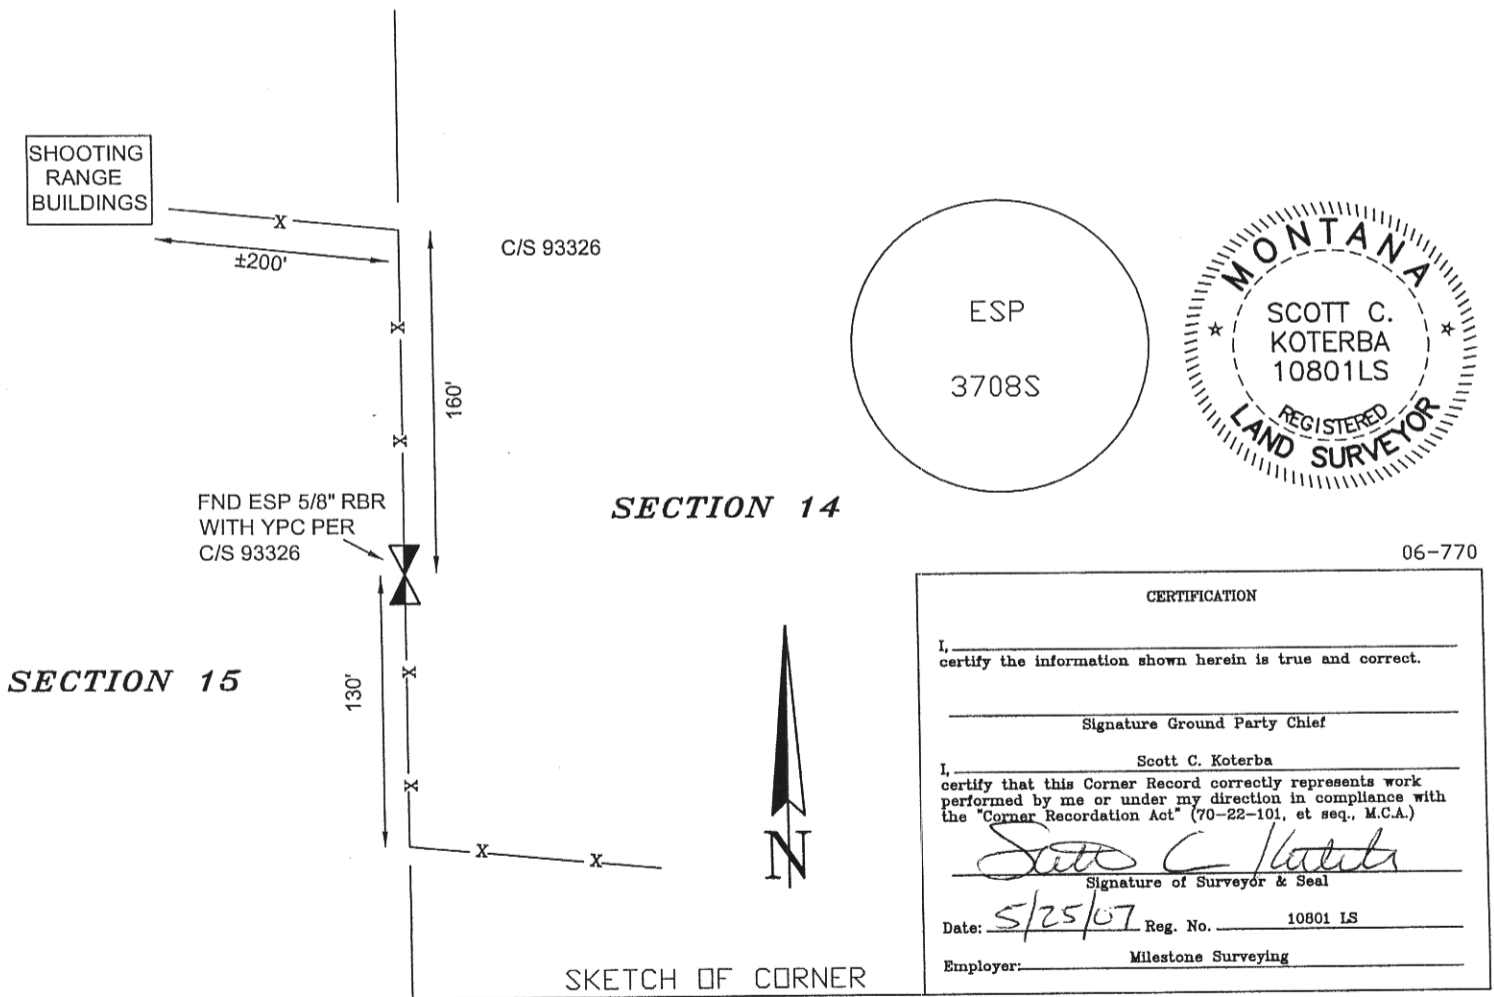 SHOOTING
RANGE
BUILDINGS
X
±200'
C/S 93326
X
160'
X
FND ESP 5/8" RBR
WITH YPC PER
C/S 93326
SECTION 14
SECTION 15
X
130'
X
X
X
N
SKETCH OF CORNER
ESP
3708S
MONTANA
SCOTT C.
KOTERBA
10801LS
REGISTERED
LAND SURVEYOR
06-770
CERTIFICATION
I,
certify the information shown herein is true and correct.
Signature Ground Party Chief
I, Scott C. Koterba
certify that this Corner Record correctly represents work
performed by me or under my direction in compliance with
the "Corner Recordation Act" (70-22-101, et seq., M.C.A.)
Scott C Koterba
Signature of Surveyor & Seal
Date: 5/25/07 Reg. No. 10801 LS
Employer: Milestone Surveying